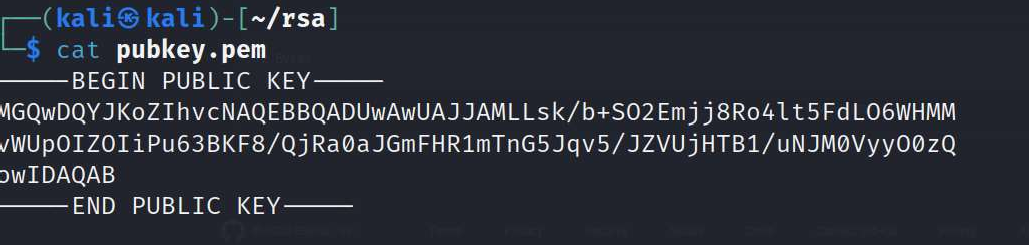 (kali㉿kali)-[~/rsa]
$ cat pubkey.pem
-----BEGIN PUBLIC KEY-----
MGQwDQYJKoZIhvcNAQEBBQADUwAwUAJJAMLLsk/b+SO2Emjj8Ro4lt5FdLO6WHMM
vWUpOIZOIiPu63BKF8/QjRa0aJGmFHR1mTnG5Jqv5/JZVUjHTB1/uNJM0VyyO0zQ
owIDAQAB
-----END PUBLIC KEY-----